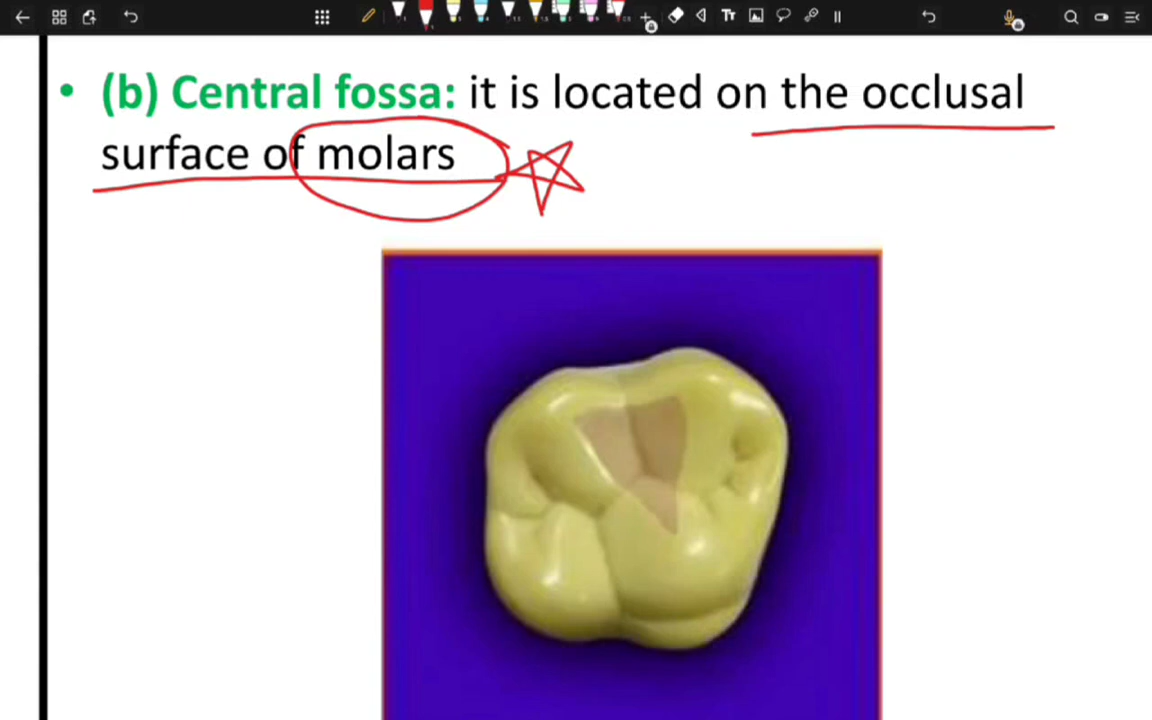 • (b) Central fossa: it is located on the occlusal
surface of molars